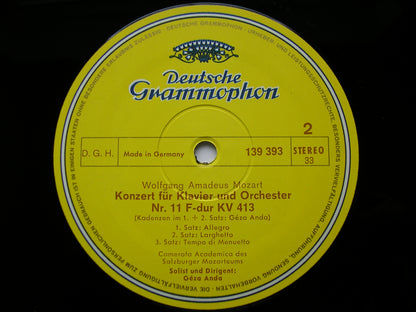 Deutsche
Grammophon
2
D.G.H.
Made in Germany
139 393
STEREO
33
Wolfgang Amadeus Mozart
Konzert für Klavier und Orchester
Nr. 11 F-dur KV 413
(Kadenzen im 1. + 2. Satz: Géza Anda)
1. Satz: Allegro
2. Satz: Larghetto
3. Satz: Tempo di Menuetto
Camerata Academica des
Salzburger Mozarteums
Solist und Dirigent:
Géza Anda